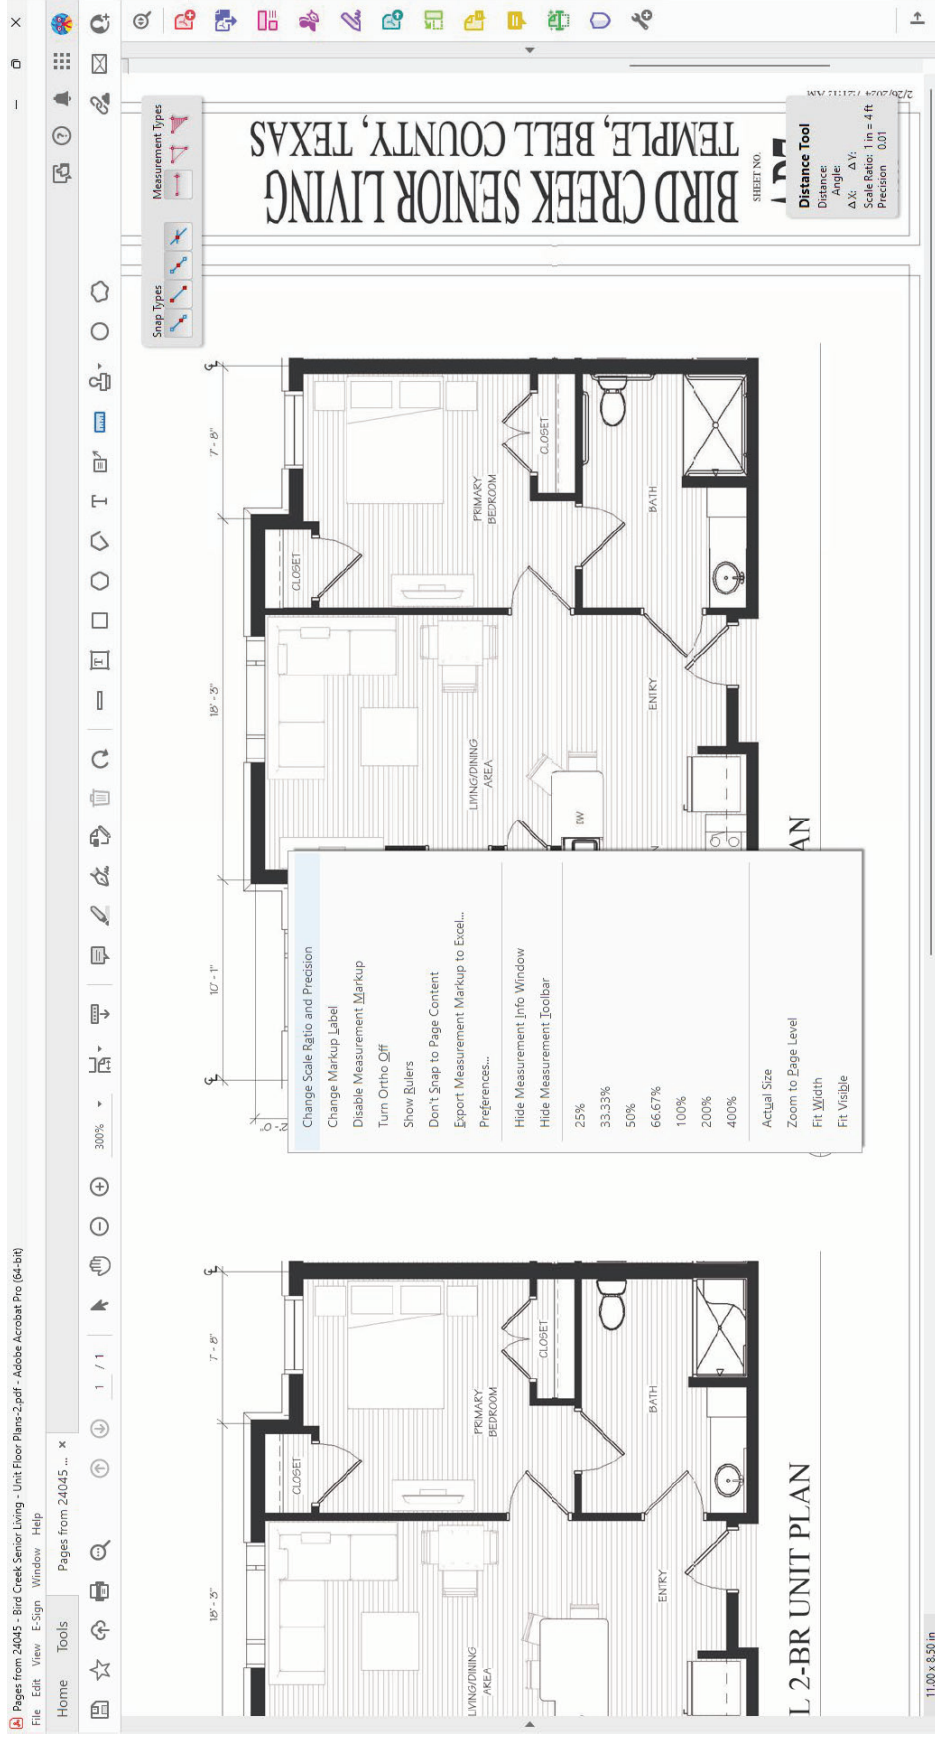 Pages from 24045 - Bird Creek Senior Living - Unit Floor Plans-2.pdf - Adobe Acrobat Pro (64-bit)
File Edit View E-Sign Window Help
Home Tools Pages from 24045 ... ×
1 / 1
300%
Snap Types
Measurement Types
7' - 8"
18' - 3"
CLOSET
PRIMARY
BEDROOM
CLOSET
BATH
LIVING/DINING
AREA
ENTRY
L 2-BR UNIT PLAN
10' - 1"
18' - 3"
7' - 8"
CLOSET
PRIMARY
BEDROOM
CLOSET
BATH
LIVING/DINING
AREA
ENTRY
AN
Change Scale Ratio and Precision
Change Markup Label
Disable Measurement Markup
Turn Ortho Off
Show Rulers
Don't Snap to Page Content
Export Measurement Markup to Excel...
Preferences...
Hide Measurement Info Window
Hide Measurement Toolbar
25%
33.33%
50%
66.67%
100%
200%
400%
Actual Size
Zoom to Page Level
Fit Width
Fit Visible
BIRD CREEK SENIOR LIVING
TEMPLE, BELL COUNTY, TEXAS
SHEET NO.
Distance Tool
Distance:
Angle:
Δ X: Δ Y:
Scale Ratio: 1 in = 4 ft
Precision 0.01
11.00 x 8.50 in